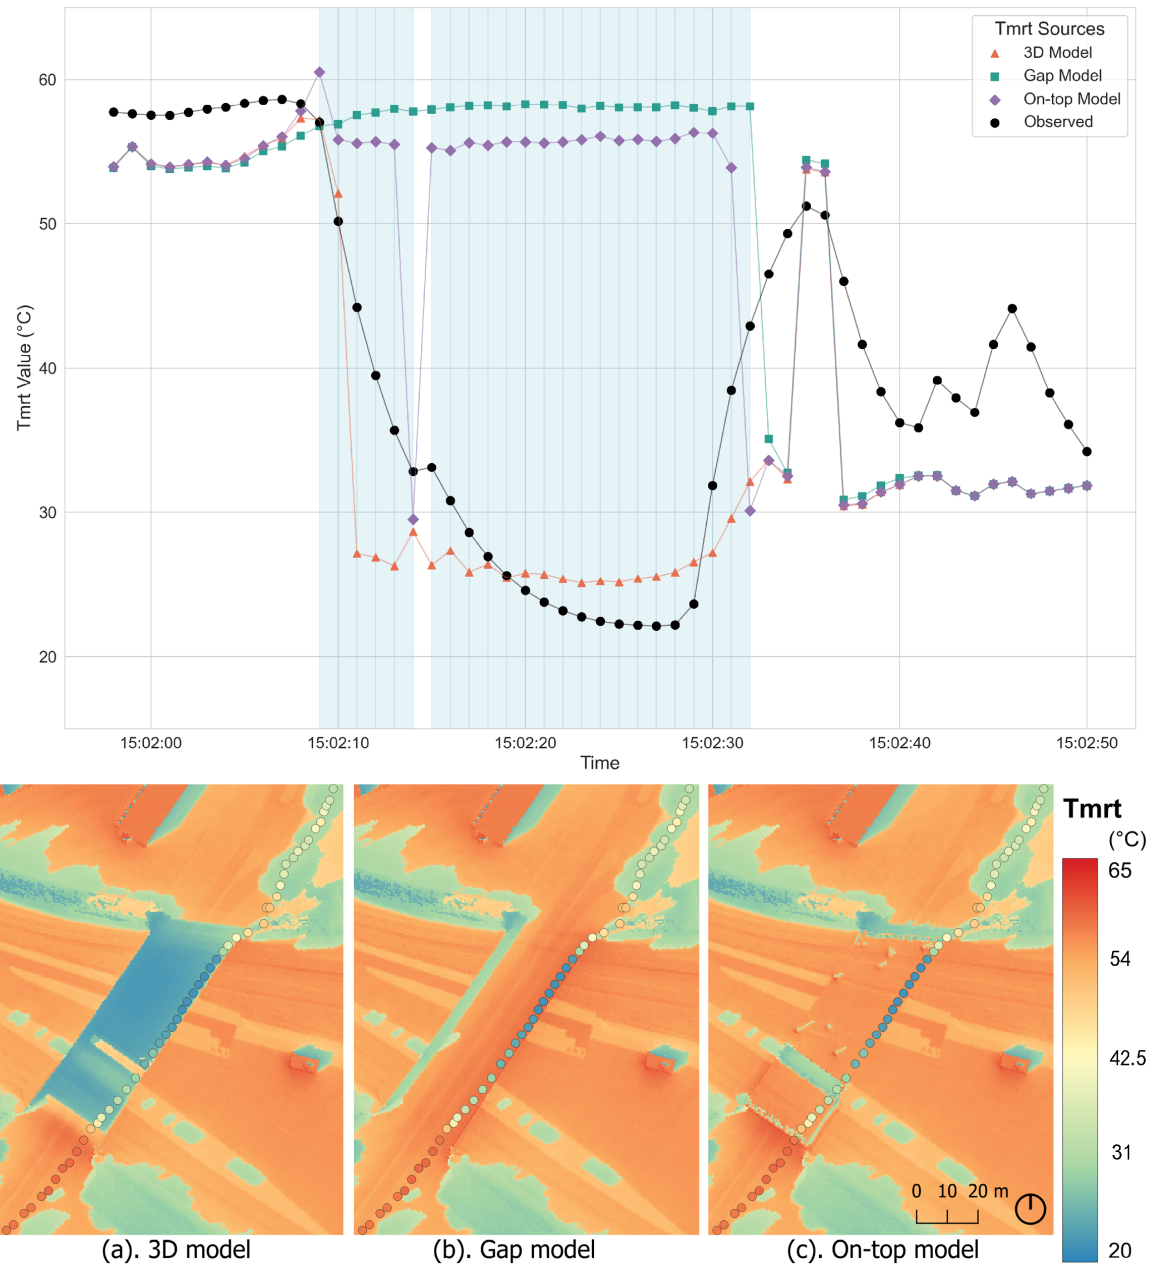 Tmrt Sources
3D Model
Gap Model
On-top Model
Observed
60
50
40
30
20
Tmrt Value (°C)
15:02:00
15:02:10
15:02:20
15:02:30
15:02:40
15:02:50
Time
Tmrt
(°C)
65
54
42.5
31
20
0 10 20 m
(a). 3D model
(b). Gap model
(c). On-top model